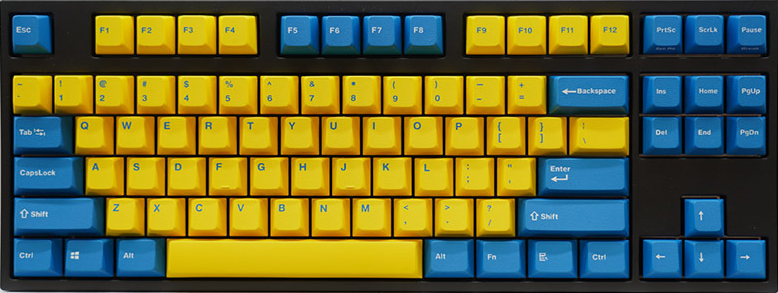 Esc F1 F2 F3 F4 F5 F6 F7 F8 F9 F10 F11 F12 PrtSc ScrLk Pause
~ ! @ # $ % ^ & * ( ) _ +
` 1 2 3 4 5 6 7 8 9 0 - = ←Backspace Ins Home PgUp
Tab Q W E R T Y U I O P { [ } ] | \ Del End PgDn
CapsLock A S D F G H J K L : ; " ' Enter
⇧Shift Z X C V B N M < , > . ? / ⇧Shift ↑
Ctrl Alt Alt Fn Ctrl ← ↓ →